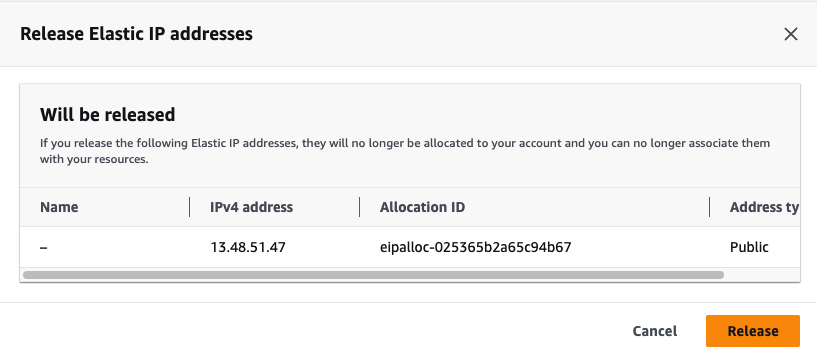 Release Elastic IP addresses
Will be released
If you release the following Elastic IP addresses, they will no longer be allocated to your account and you can no longer associate them
with your resources.
Name IPv4 address Allocation ID Address ty
– 13.48.51.47 eipalloc-025365b2a65c94b67 Public
Cancel Release